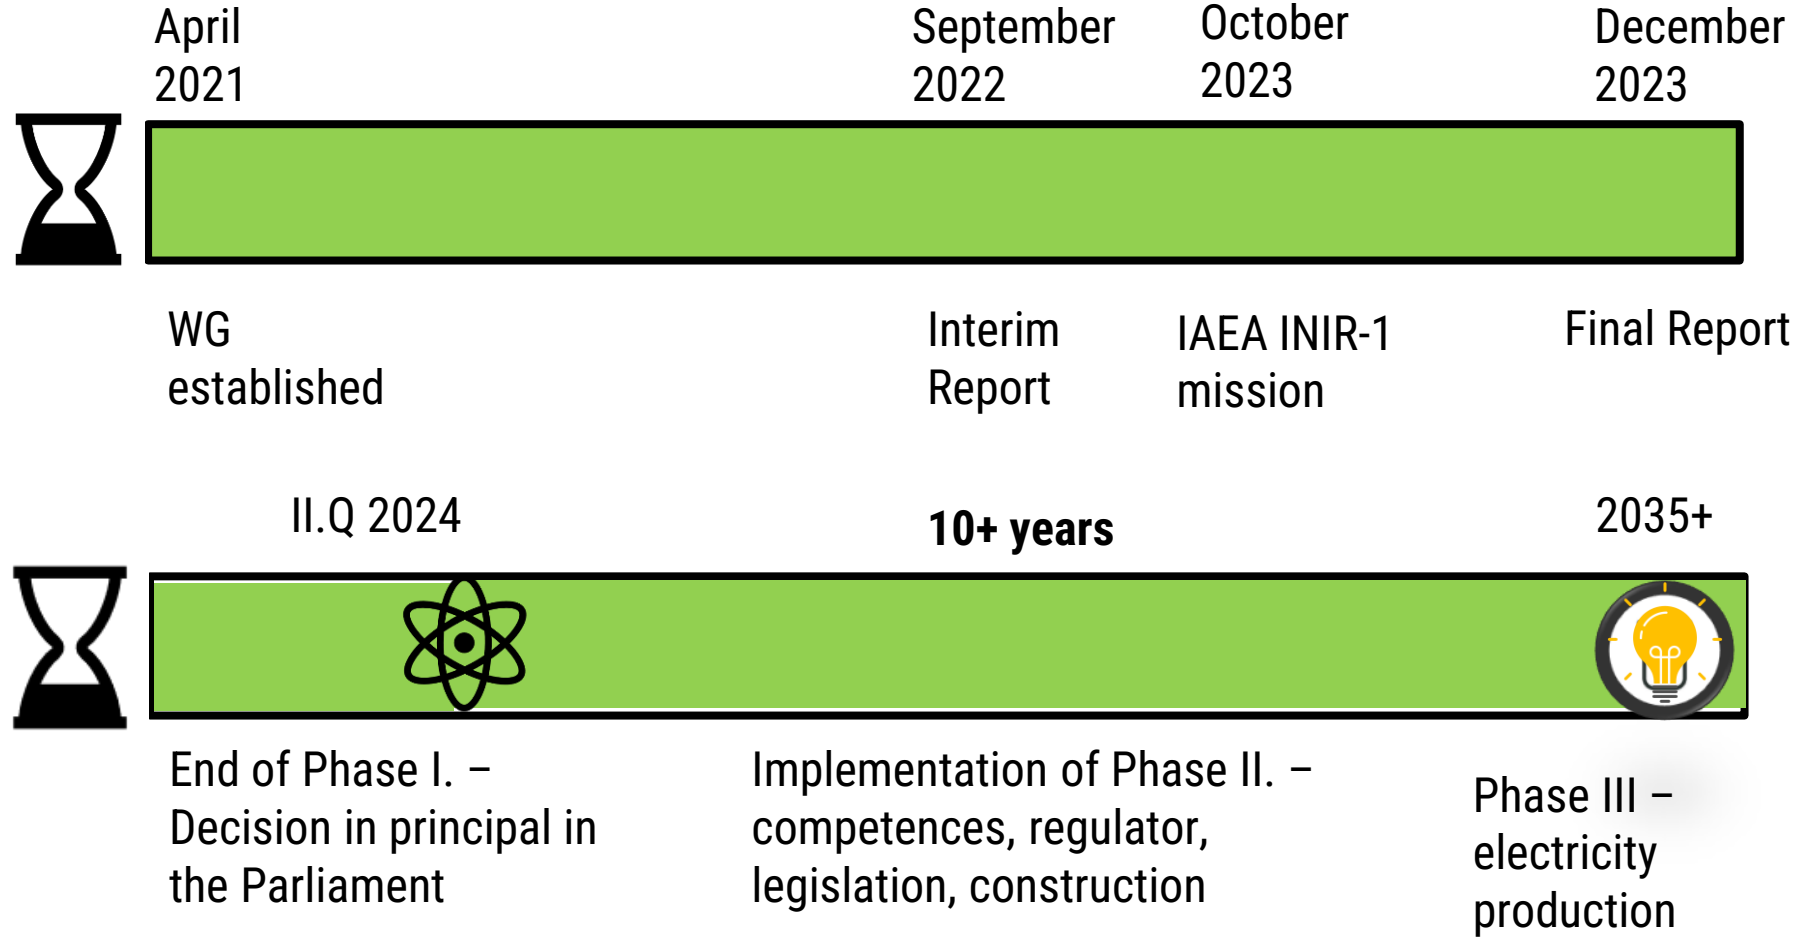 April
2021
September
2022
October
2023
December
2023
WG
established
Interim
Report
IAEA INIR-1
mission
Final Report
II.Q 2024
10+ years
2035+
End of Phase I. –
Decision in principal in
the Parliament
Implementation of Phase II. –
competences, regulator,
legislation, construction
Phase III –
electricity
production